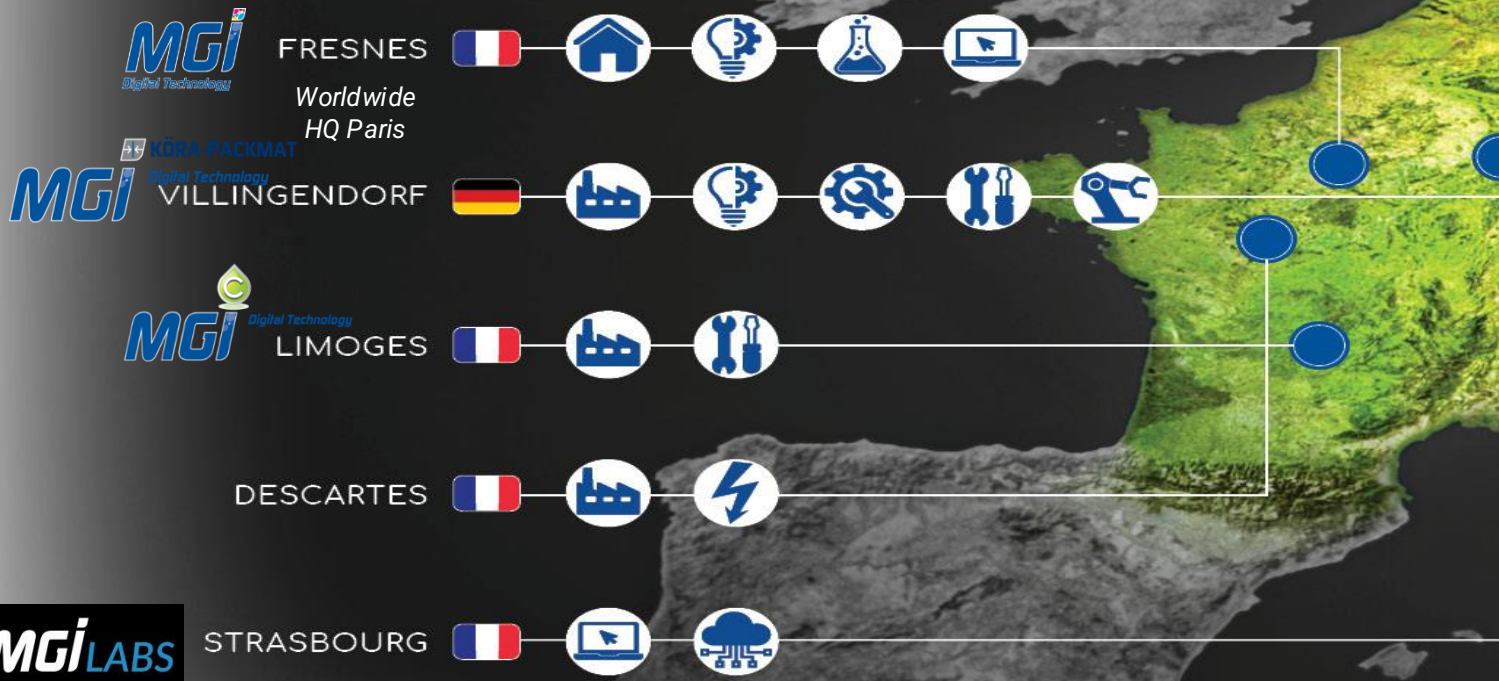 MGI
Digital Technology
FRESNES
Worldwide
HQ Paris
KÖRA-PACKMAT
MGI Digital Technology
VILLINGENDORF
C
MGI Digital Technology
LIMOGES
DESCARTES
MGI LABS
STRASBOURG